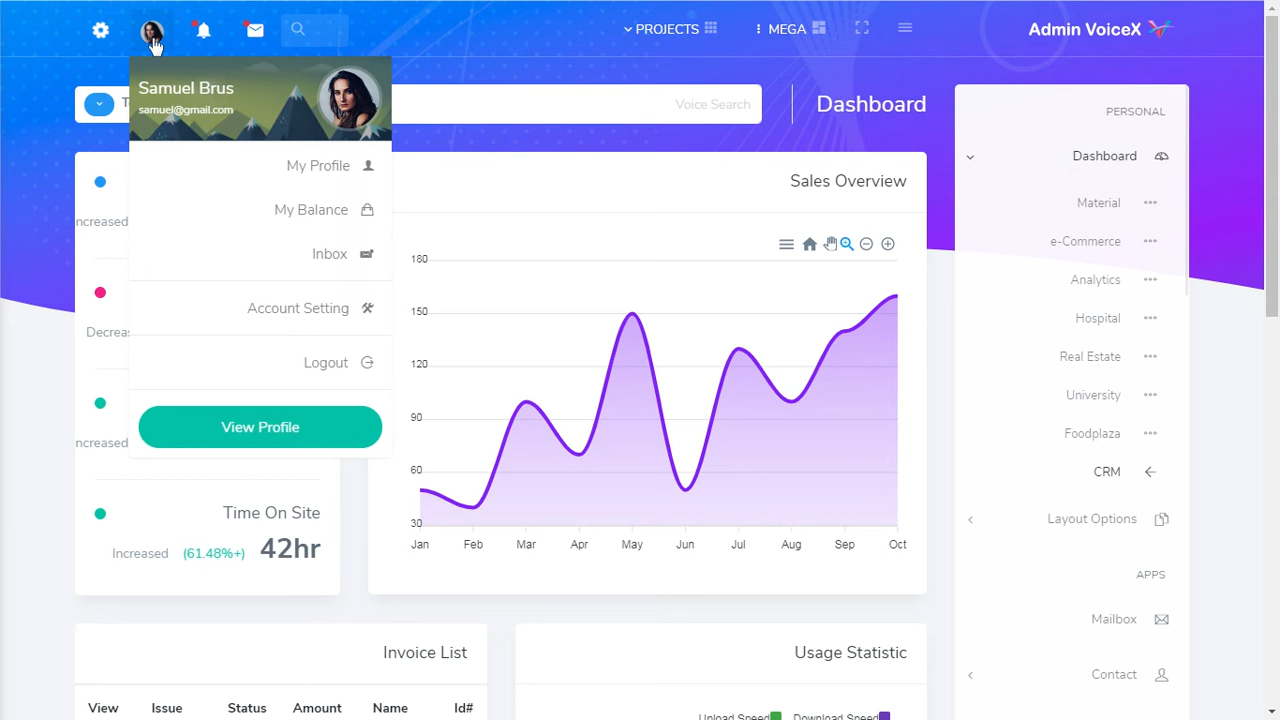 PROJECTS
MEGA
Admin VoiceX
Samuel Brus
samuel@gmail.com
Voice Search
Dashboard
My Profile
My Balance
Inbox
Account Setting
Logout
View Profile
Increased
Increased
Time On Site
Increased (61.48%+) 42hr
Sales Overview
180
150
120
90
60
30
Jan Feb Mar Apr May Jun Jul Aug Sep Oct
PERSONAL
Dashboard
Material
e-Commerce
Analytics
Hospital
Real Estate
University
Foodplaza
CRM
Layout Options
APPS
Mailbox
Contact
Invoice List
View Issue Status Amount Name Id#
Usage Statistic
Upload Speed Download Speed